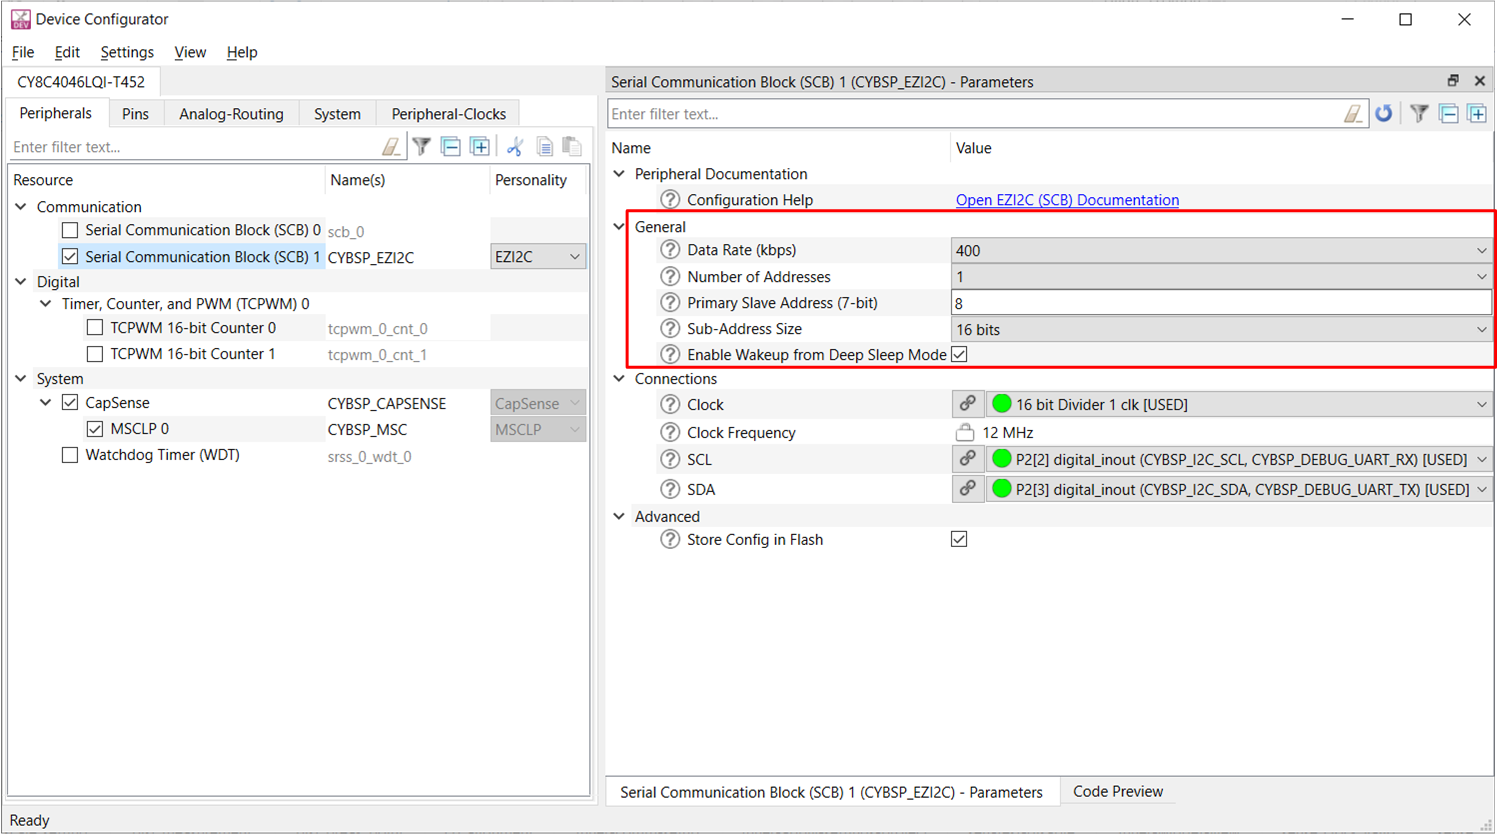 Device Configurator
File Edit Settings View Help
CY8C4046LQI-T452
Peripherals Pins Analog-Routing System Peripheral-Clocks
Enter filter text...
Resource Name(s) Personality
Communication
Serial Communication Block (SCB) 0 scb_0
Serial Communication Block (SCB) 1 CYBSP_EZI2C EZI2C
Digital
Timer, Counter, and PWM (TCPWM) 0
TCPWM 16-bit Counter 0 tcpwm_0_cnt_0
TCPWM 16-bit Counter 1 tcpwm_0_cnt_1
System
CapSense CYBSP_CAPSENSE CapSense
MSCLP 0 CYBSP_MSC MSCLP
Watchdog Timer (WDT) srss_0_wdt_0
Serial Communication Block (SCB) 1 (CYBSP_EZI2C) - Parameters
Enter filter text...
Name Value
Peripheral Documentation
Configuration Help Open EZI2C (SCB) Documentation
General
Data Rate (kbps) 400
Number of Addresses 1
Primary Slave Address (7-bit) 8
Sub-Address Size 16 bits
Enable Wakeup from Deep Sleep Mode
Connections
Clock 16 bit Divider 1 clk [USED]
Clock Frequency 12 MHz
SCL P2[2] digital_inout (CYBSP_I2C_SCL, CYBSP_DEBUG_UART_RX) [USED]
SDA P2[3] digital_inout (CYBSP_I2C_SDA, CYBSP_DEBUG_UART_TX) [USED]
Advanced
Store Config in Flash
Serial Communication Block (SCB) 1 (CYBSP_EZI2C) - Parameters Code Preview
Ready